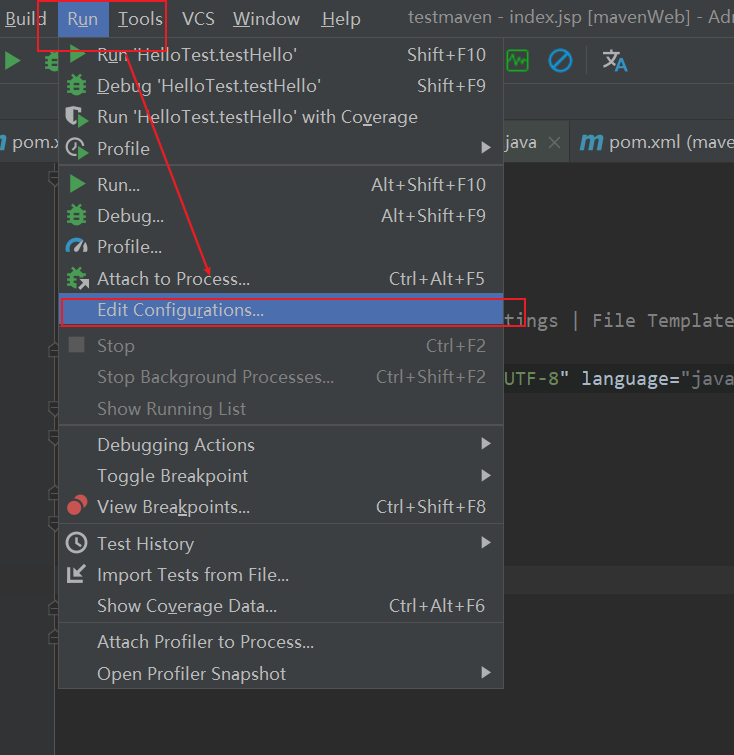 Build Run Tools VCS Window Help testmaven - index.jsp [mavenWeb] - Ad
Run 'HelloTest.testHello' Shift+F10
Debug 'HelloTest.testHello' Shift+F9
Run 'HelloTest.testHello' with Coverage
Profile
pom.x java pom.xml (mave
Run... Alt+Shift+F10
Debug... Alt+Shift+F9
Profile...
Attach to Process... Ctrl+Alt+F5
Edit Configurations...
tings | File Template
Stop Ctrl+F2
Stop Background Processes... Ctrl+Shift+F2
UTF-8" language="java
Show Running List
Debugging Actions
Toggle Breakpoint
View Breakpoints... Ctrl+Shift+F8
Test History
Import Tests from File...
Show Coverage Data... Ctrl+Alt+F6
Attach Profiler to Process...
Open Profiler Snapshot